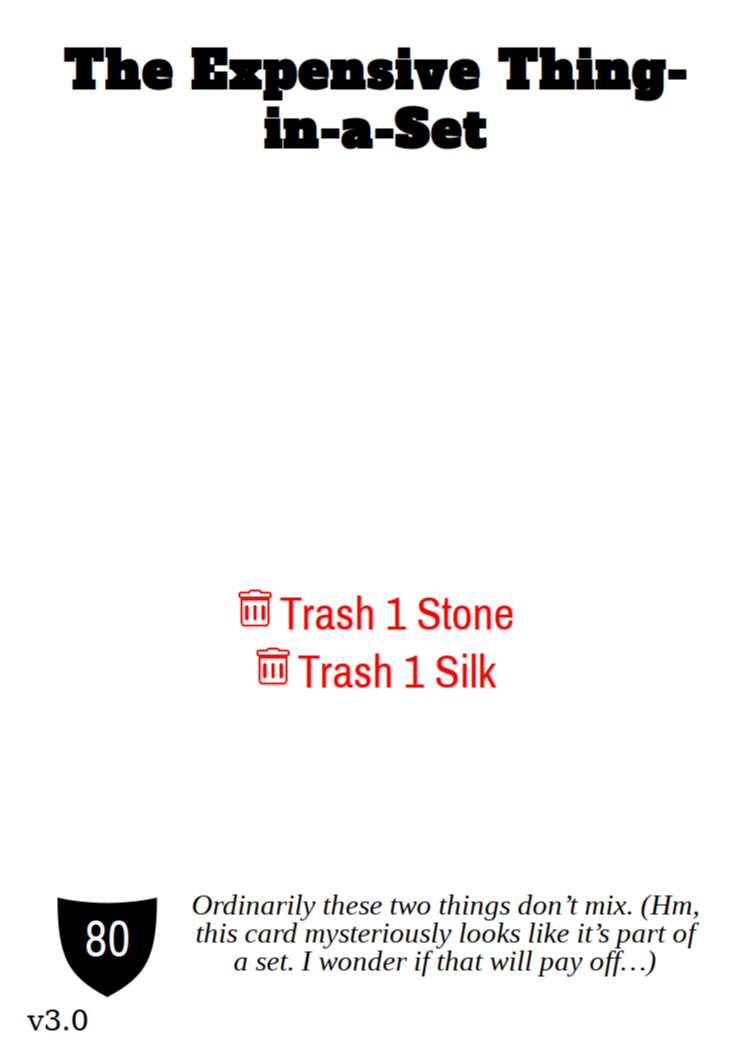 The Expensive Thing-
in-a-Set
Trash 1 Stone
Trash 1 Silk
80
Ordinarily these two things don’t mix. (Hm,
this card mysteriously looks like it’s part of
a set. I wonder if that will pay off…)
v3.0